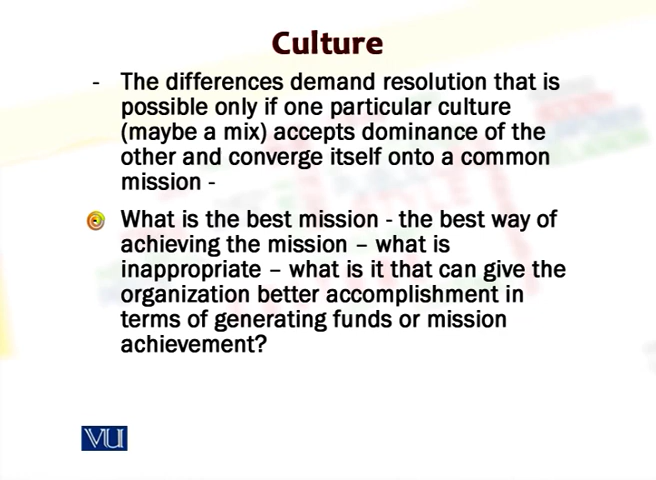 Culture
- The differences demand resolution that is
possible only if one particular culture
(maybe a mix) accepts dominance of the
other and converge itself onto a common
mission -
What is the best mission - the best way of
achieving the mission – what is
inappropriate – what is it that can give the
organization better accomplishment in
terms of generating funds or mission
achievement?
VU